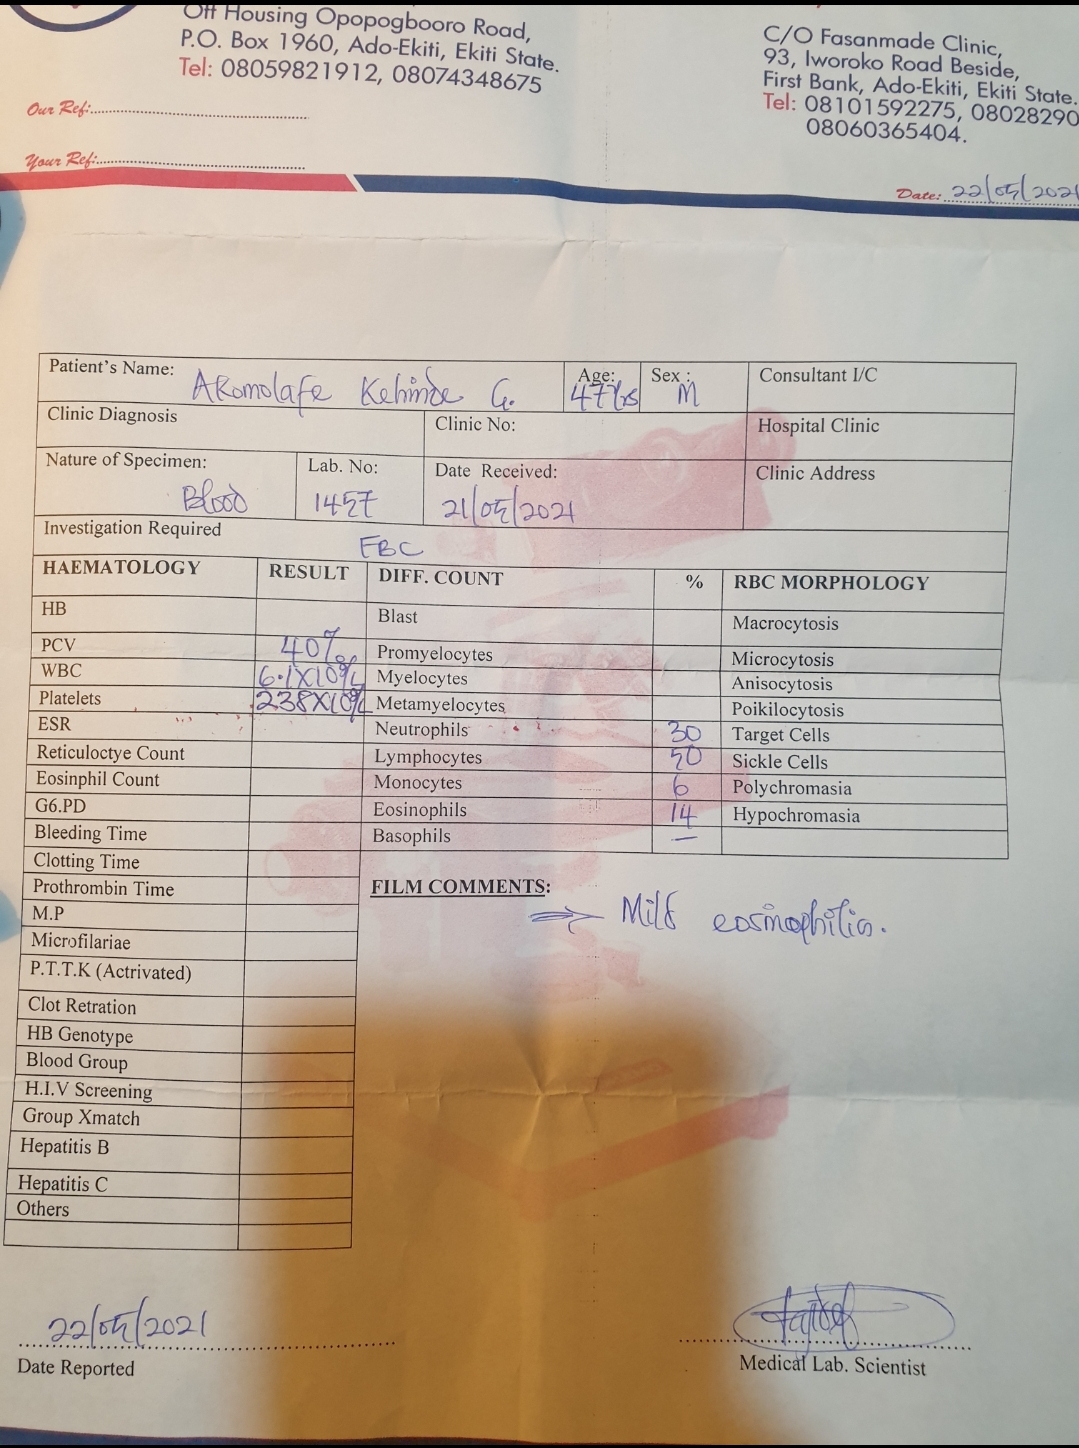 Off Housing Opopogbooro Road,
P.O. Box 1960, Ado-Ekiti, Ekiti State.
Tel: 08059821912, 08074348675
C/O Fasanmade Clinic,
93, Iworoko Road Beside,
First Bank, Ado-Ekiti, Ekiti State.
Tel: 08101592275, 08028290
08060365404.
Our Ref:
Your Ref:
Date: 22/05/2021
Patient's Name: Akomolafe Kehinde G. Age: 47yrs Sex: M Consultant I/C
Clinic Diagnosis Clinic No: Hospital Clinic
Nature of Specimen: Blood Lab. No: 1457 Date Received: 21/05/2021 Clinic Address
Investigation Required FBC
HAEMATOLOGY RESULT DIFF. COUNT % RBC MORPHOLOGY
HB Blast Macrocytosis
PCV 40% Promyelocytes Microcytosis
WBC 6.1X10⁹/L Myelocytes Anisocytosis
Platelets 238X10⁹/L Metamyelocytes Poikilocytosis
ESR Neutrophils 30 Target Cells
Reticuloctye Count Lymphocytes 50 Sickle Cells
Eosinphil Count Monocytes 6 Polychromasia
G6.PD Eosinophils 14 Hypochromasia
Bleeding Time Basophils —
Clotting Time
Prothrombin Time
FILM COMMENTS:
⇒ Mild eosinophilia.
M.P
Microfilariae
P.T.T.K (Actrivated)
Clot Retration
HB Genotype
Blood Group
H.I.V Screening
Group Xmatch
Hepatitis B
Hepatitis C
Others
22/05/2021
Date Reported
Medical Lab. Scientist